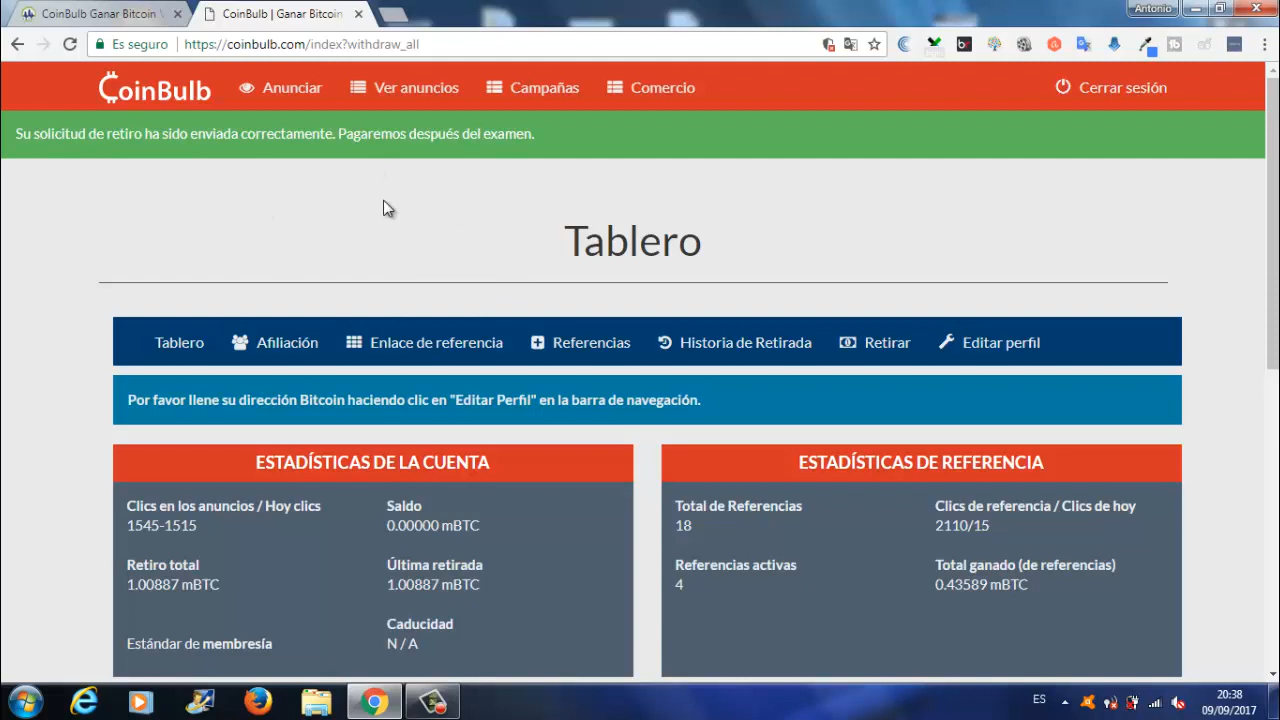 CoinBulb Ganar Bitcoin
CoinBulb | Ganar Bitcoin
Antonio
Es seguro
https://coinbulb.com/index?withdraw_all
CoinBulb
Anunciar
Ver anuncios
Campañas
Comercio
Cerrar sesión
Su solicitud de retiro ha sido enviada correctamente. Pagaremos después del examen.
Tablero
Tablero
Afiliación
Enlace de referencia
Referencias
Historia de Retirada
Retirar
Editar perfil
Por favor llene su dirección Bitcoin haciendo clic en "Editar Perfil" en la barra de navegación.
ESTADÍSTICAS DE LA CUENTA
Clics en los anuncios / Hoy clics
1545-1515
Saldo
0.00000 mBTC
Retiro total
1.00887 mBTC
Última retirada
1.00887 mBTC
Estándar de membresía
Caducidad
N / A
ESTADÍSTICAS DE REFERENCIA
Total de Referencias
18
Clics de referencia / Clics de hoy
2110/15
Referencias activas
4
Total ganado (de referencias)
0.43589 mBTC
ES
20:38
09/09/2017